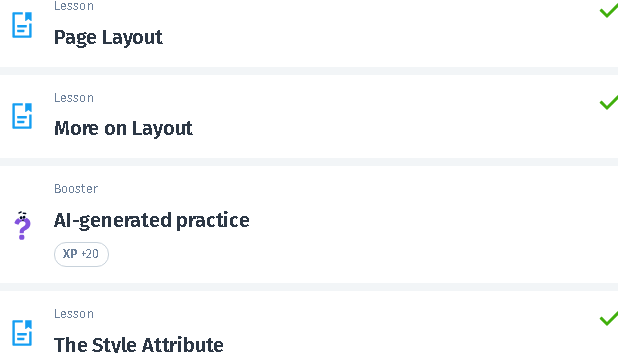 Lesson
Page Layout
Lesson
More on Layout
Booster
AI-generated practice
XP +20
Lesson
The Style Attribute